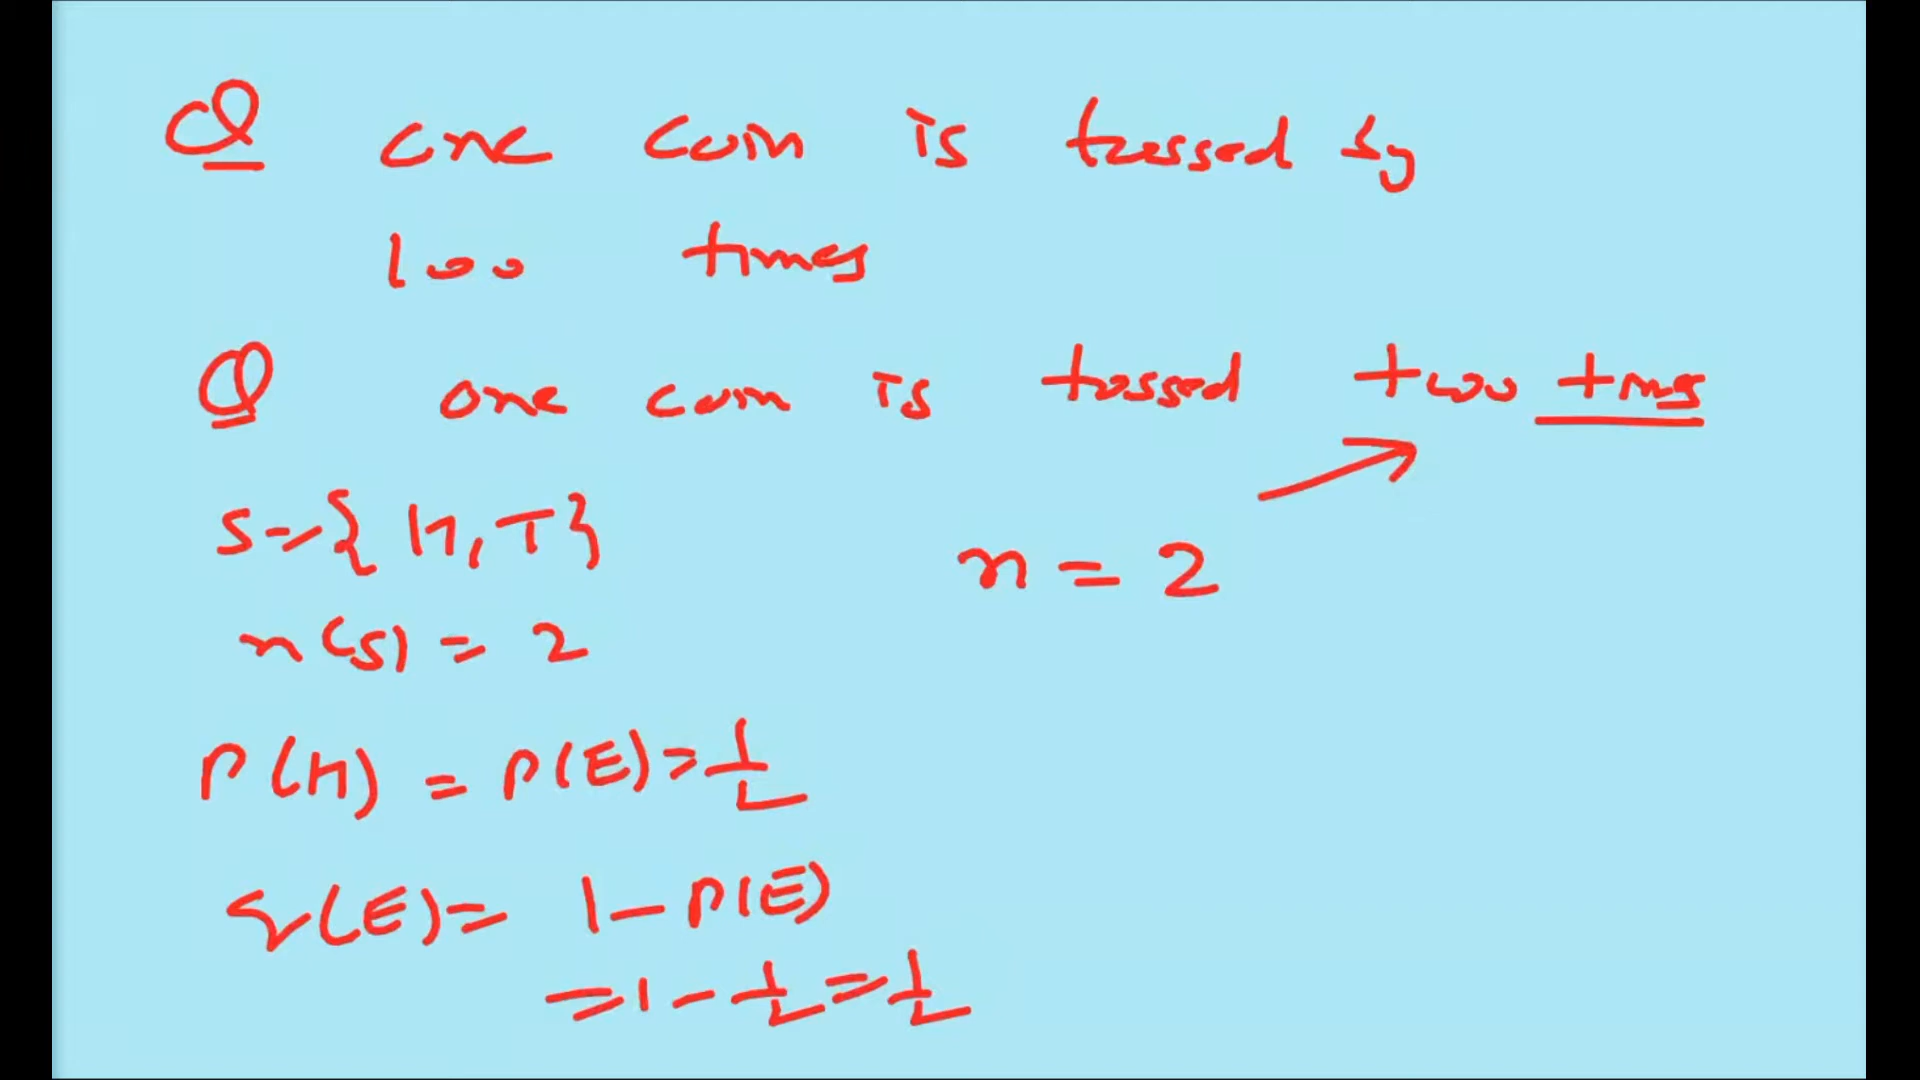 Q one coin is tossed by
100 times
Q one coin is tossed two times
S = { H, T }
n = 2
n(S) = 2
P(H) = P(E) = 1/2
q(E) = 1 - P(E)
= 1 - 1/2 = 1/2